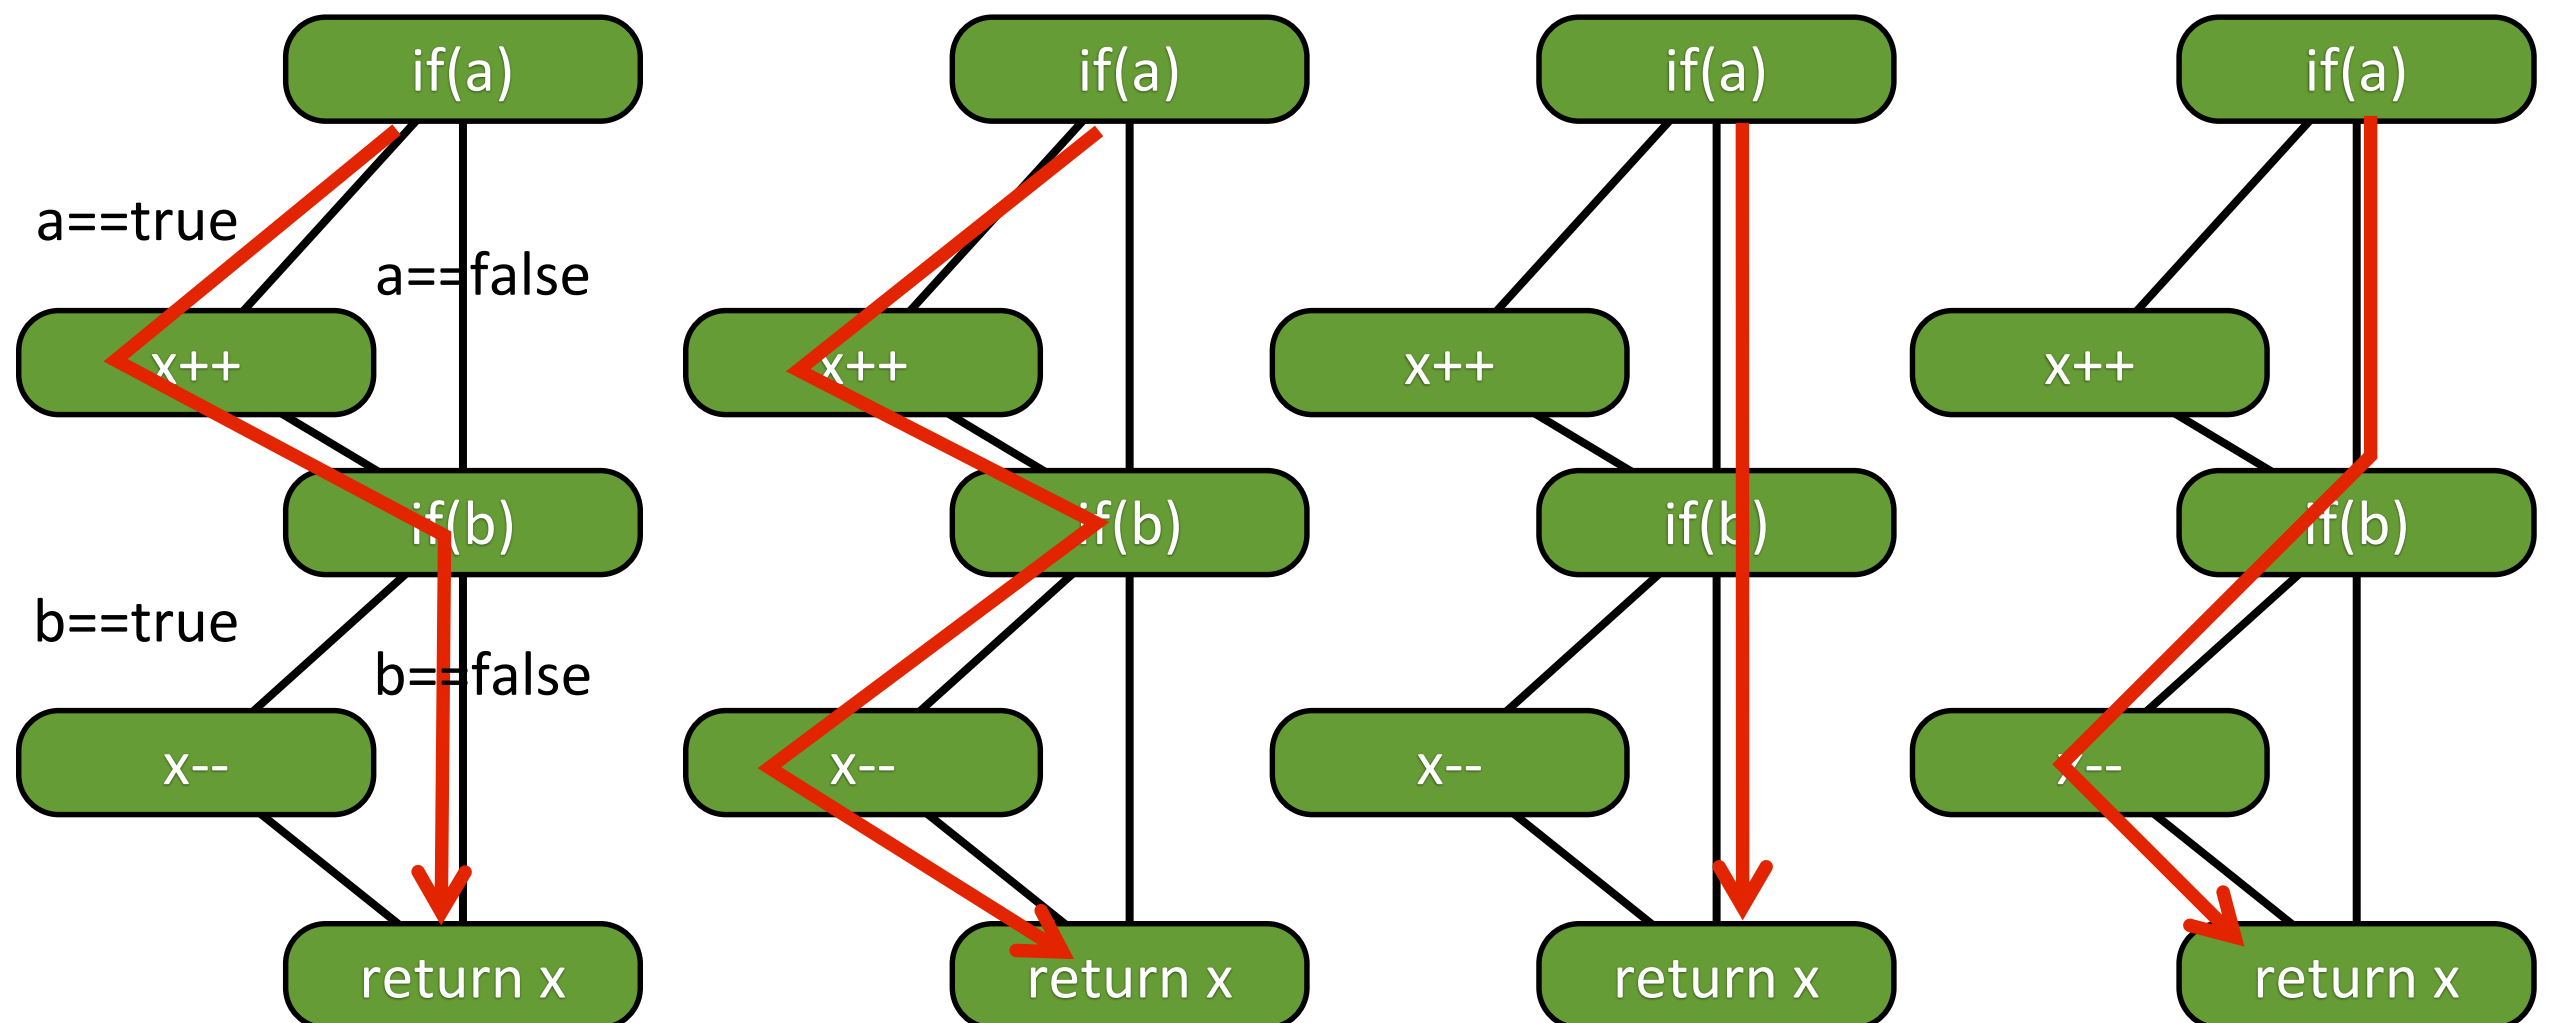 if(a)
if(a)
if(a)
if(a)
a==true
a==false
x++
x++
x++
x++
if(b)
if(b)
if(b)
if(b)
b==true
b==false
x--
x--
x--
x--
return x
return x
return x
return x